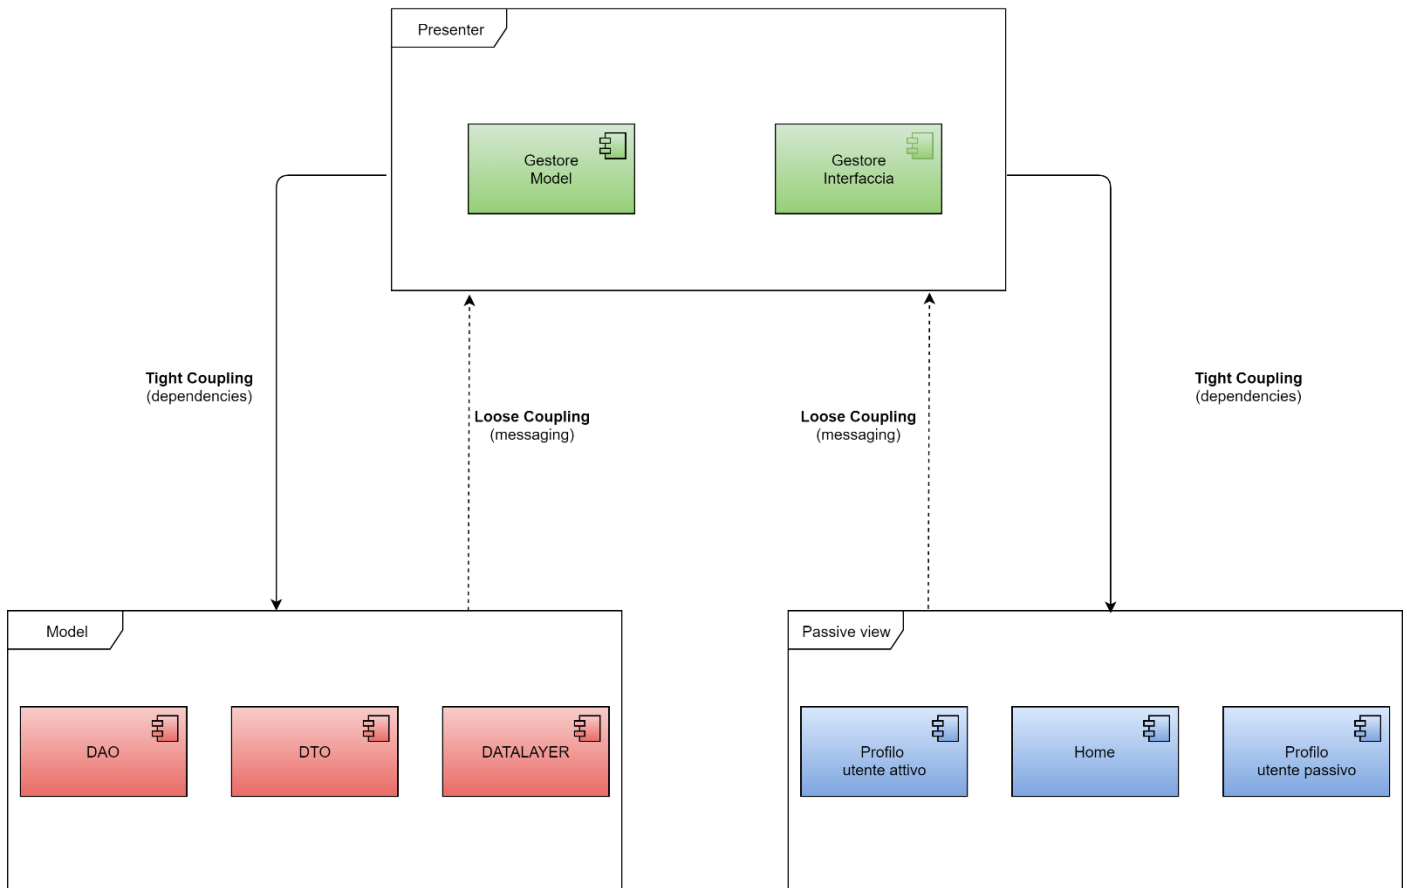 Presenter
Gestore
Model
Gestore
Interfaccia
Tight Coupling
(dependencies)
Loose Coupling
(messaging)
Loose Coupling
(messaging)
Tight Coupling
(dependencies)
Model
DAO
DTO
DATALAYER
Passive view
Profilo
utente attivo
Home
Profilo
utente passivo